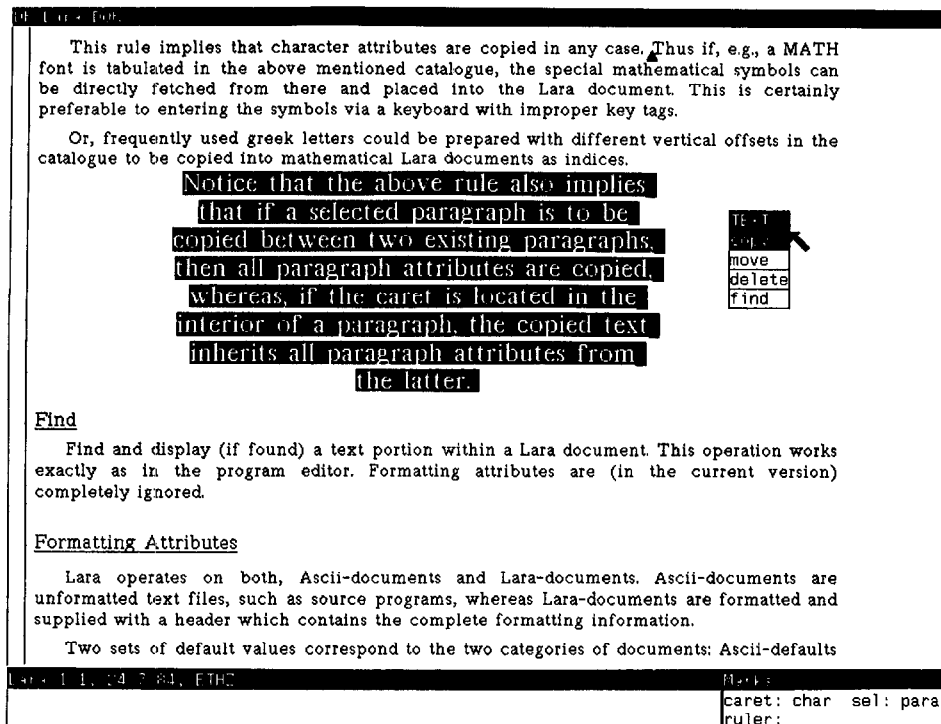 This rule implies that character attributes are copied in any case. Thus if, e.g., a MATH
font is tabulated in the above mentioned catalogue, the special mathematical symbols can
be directly fetched from there and placed into the Lara document. This is certainly
preferable to entering the symbols via a keyboard with improper key tags.
Or, frequently used greek letters could be prepared with different vertical offsets in the
catalogue to be copied into mathematical Lara documents as indices.
Notice that the above rule also implies
that if a selected paragraph is to be
copied between two existing paragraphs,
then all paragraph attributes are copied,
whereas, if the caret is located in the
interior of a paragraph, the copied text
inherits all paragraph attributes from
the latter.
TEXT
copy
move
delete
find
Find
Find and display (if found) a text portion within a Lara document. This operation works
exactly as in the program editor. Formatting attributes are (in the current version)
completely ignored.
Formatting Attributes
Lara operates on both, Ascii-documents and Lara-documents. Ascii-documents are
unformatted text files, such as source programs, whereas Lara-documents are formatted and
supplied with a header which contains the complete formatting information.
Two sets of default values correspond to the two categories of documents: Ascii-defaults
Lara 1.1, 84, ETHZ
Marks
caret: char sel: para
ruler: